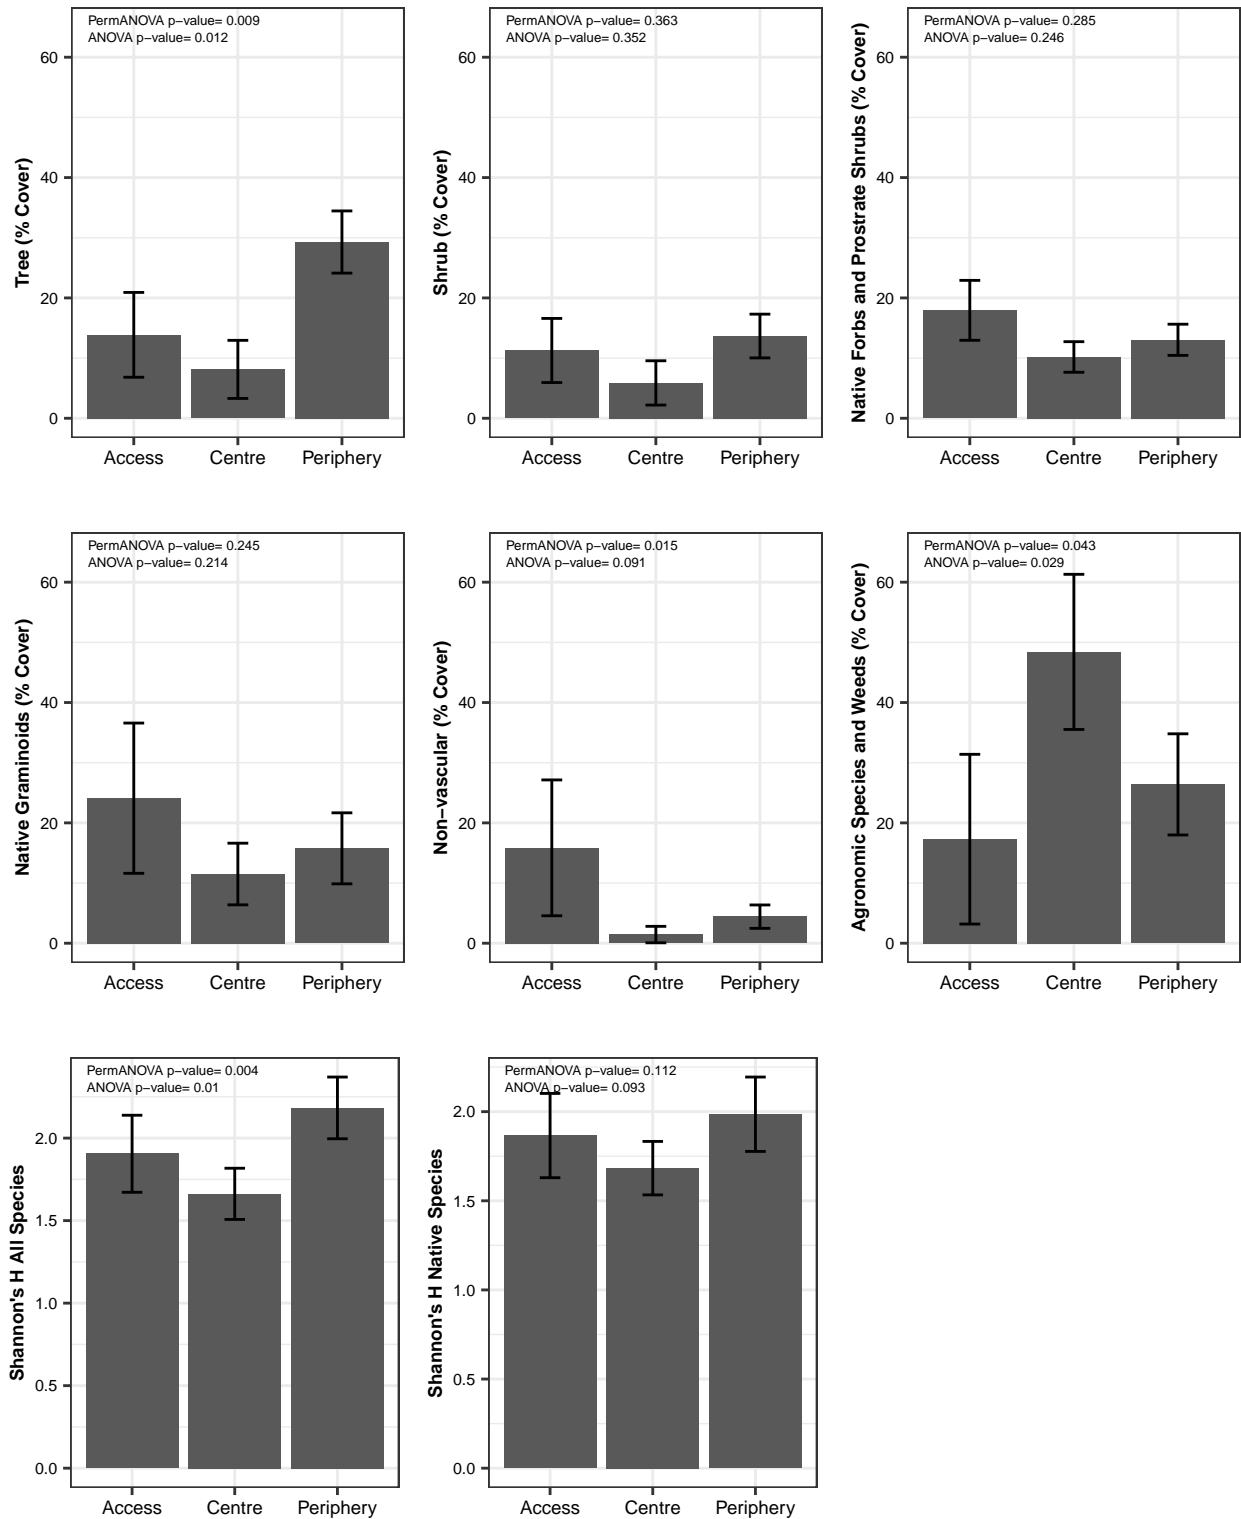 PermANOVA p−value= 0.009
ANOVA p−value= 0.012
Tree (% Cover)
60
40
20
0
Access Centre Periphery
PermANOVA p−value= 0.363
ANOVA p−value= 0.352
Shrub (% Cover)
60
40
20
0
Access Centre Periphery
PermANOVA p−value= 0.285
ANOVA p−value= 0.246
Native Forbs and Prostrate Shrubs (% Cover)
60
40
20
0
Access Centre Periphery
PermANOVA p−value= 0.245
ANOVA p−value= 0.214
Native Graminoids (% Cover)
60
40
20
0
Access Centre Periphery
PermANOVA p−value= 0.015
ANOVA p−value= 0.091
Non−vascular (% Cover)
60
40
20
0
Access Centre Periphery
PermANOVA p−value= 0.043
ANOVA p−value= 0.029
Agronomic Species and Weeds (% Cover)
60
40
20
0
Access Centre Periphery
PermANOVA p−value= 0.004
ANOVA p−value= 0.01
Shannon's H All Species
2.0
1.5
1.0
0.5
0.0
Access Centre Periphery
PermANOVA p−value= 0.112
ANOVA p−value= 0.093
Shannon's H Native Species
2.0
1.5
1.0
0.5
0.0
Access Centre Periphery